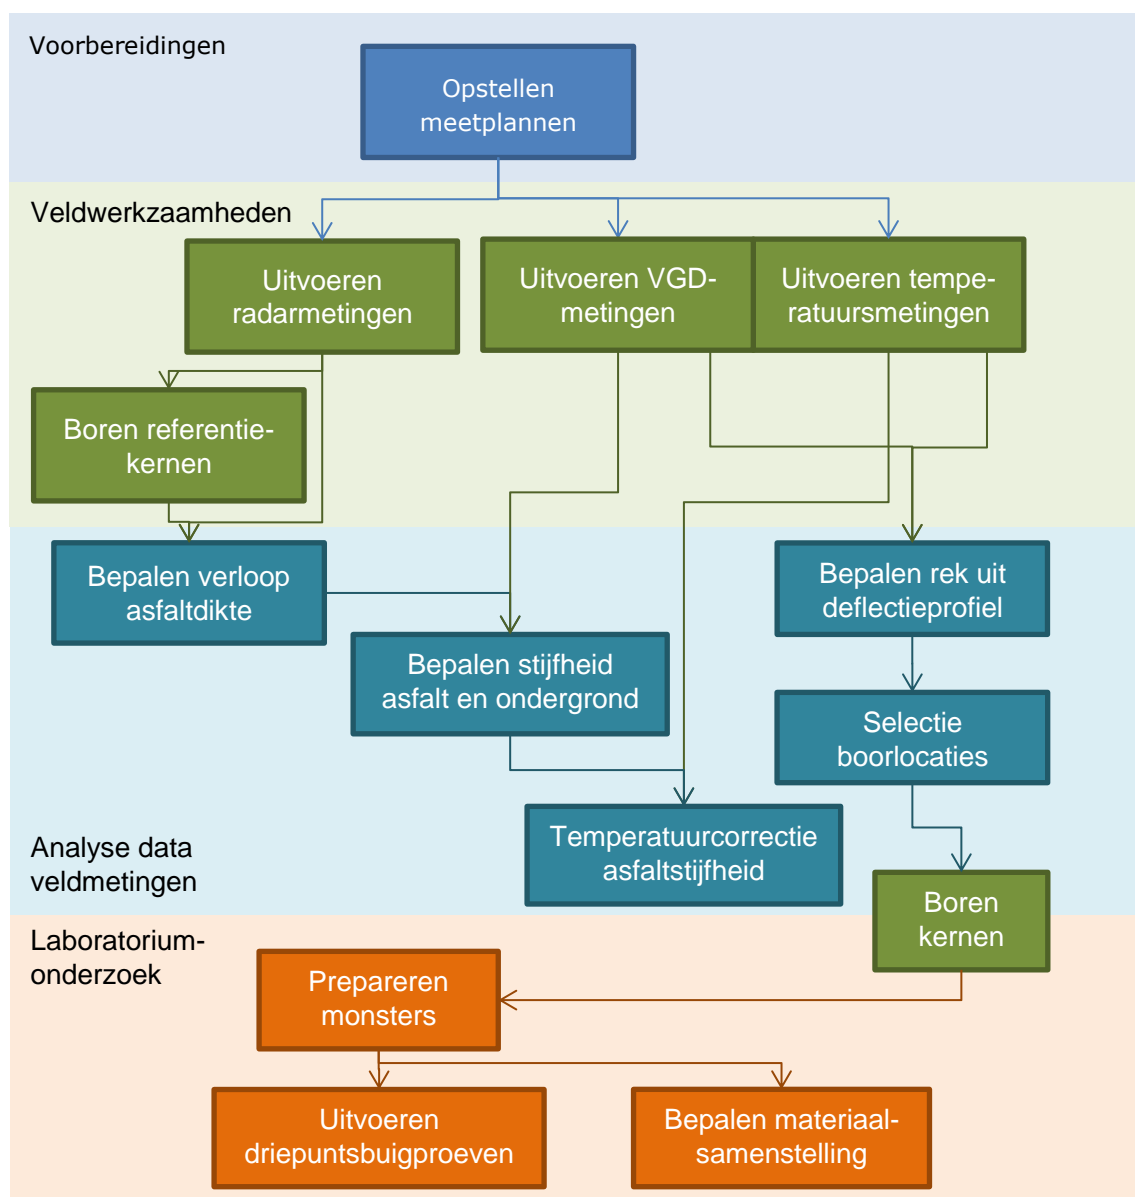 Voorbereidingen
Opstellen
meetplannen
Veldwerkzaamheden
Uitvoeren
radarmetingen
Uitvoeren VGD-
metingen
Uitvoeren tempe-
ratuursmetingen
Boren referentie-
kernen
Bepalen verloop
asfaltdikte
Bepalen rek uit
deflectieprofiel
Bepalen stijfheid
asfalt en ondergrond
Selectie
boorlocaties
Temperatuurcorrectie
asfaltstijfheid
Analyse data
veldmetingen
Boren
kernen
Laboratorium-
onderzoek
Prepareren
monsters
Uitvoeren
driepuntsbuigproeven
Bepalen materiaal-
samenstelling